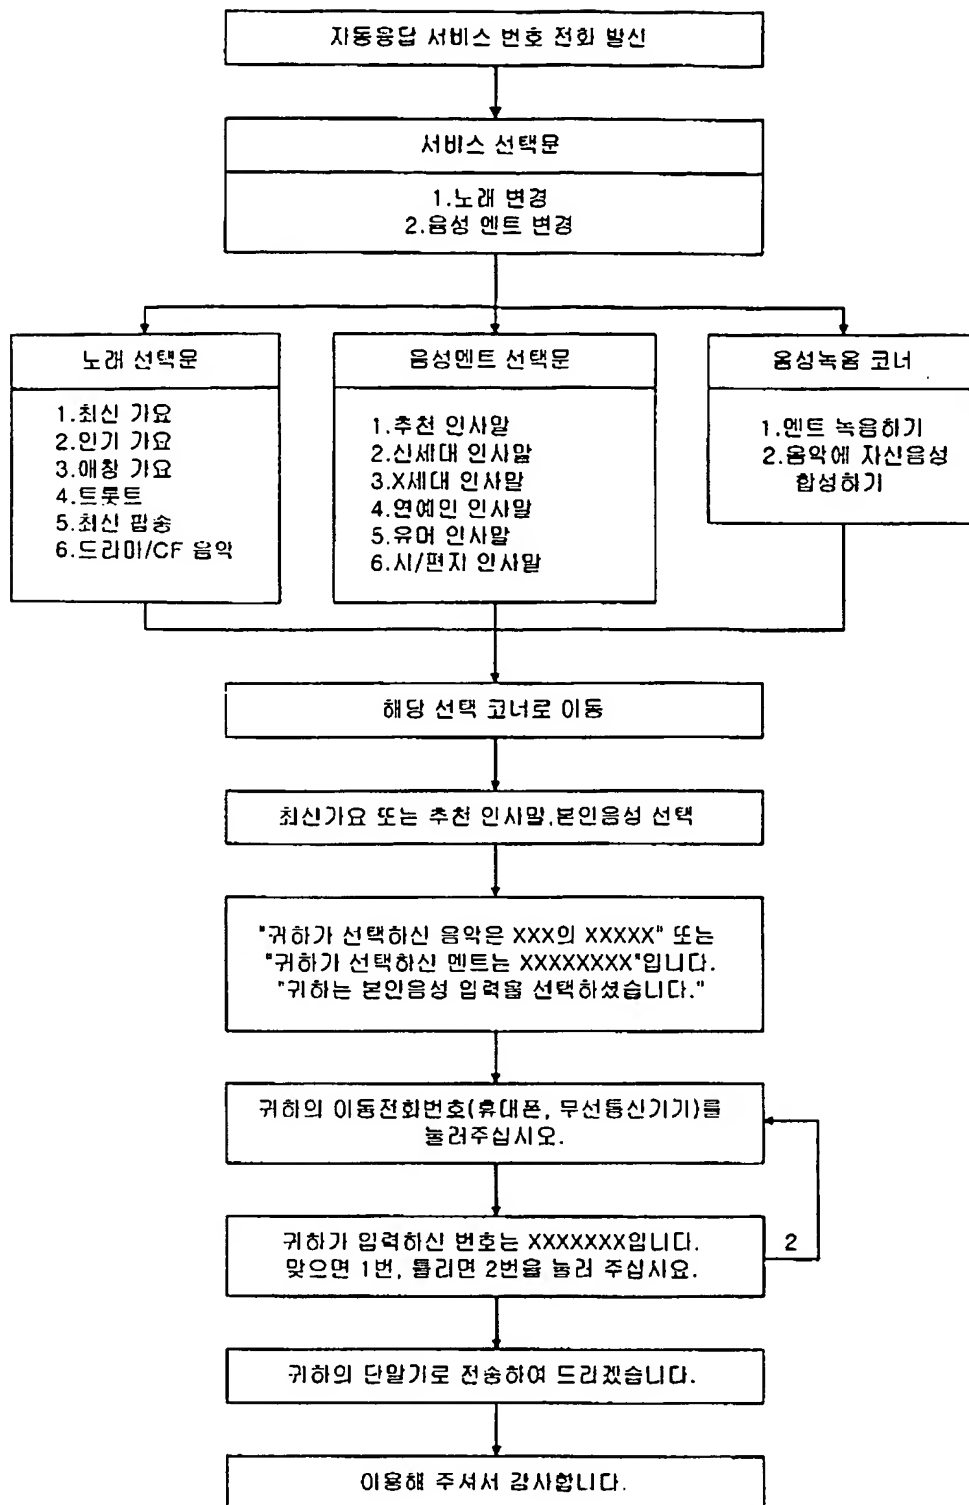 자동응답 서비스 번호 전화 발신
서비스 선택문
1.노래 변경
2.음성 멘트 변경
노래 선택문
1.최신 가요
2.인기 가요
3.애창 가요
4.트롯트
5.최신 팝송
6.드라마/CF 음악
음성멘트 선택문
1.추천 인사말
2.신세대 인사말
3.X세대 인사말
4.연예인 인사말
5.유머 인사말
6.시/편지 인사말
음성녹음 코너
1.멘트 녹음하기
2.음악에 자신음성
합성하기
해당 선택 코너로 이동
최신가요 또는 추천 인사말,본인음성 선택
"귀하가 선택하신 음악은 XXX의 XXXXX" 또는
"귀하가 선택하신 멘트는 XXXXXXXX"입니다.
"귀하는 본인음성 입력을 선택하셨습니다."
귀하의 이동전화번호(휴대폰, 무선통신기기)를
눌러주십시오.
귀하가 입력하신 번호는 XXXXXXX입니다.
맞으면 1번, 틀리면 2번을 눌러 주십시요.
2
귀하의 단말기로 전송하여 드리겠습니다.
이용해 주셔서 감사합니다.